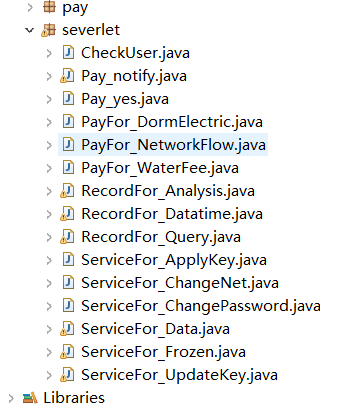 pay
severlet
CheckUser.java
Pay_notify.java
Pay_yes.java
PayFor_DormElectric.java
PayFor_NetworkFlow.java
PayFor_WaterFee.java
RecordFor_Analysis.java
RecordFor_Datatime.java
RecordFor_Query.java
ServiceFor_ApplyKey.java
ServiceFor_ChangeNet.java
ServiceFor_ChangePassword.java
ServiceFor_Data.java
ServiceFor_Frozen.java
ServiceFor_UpdateKey.java
Libraries